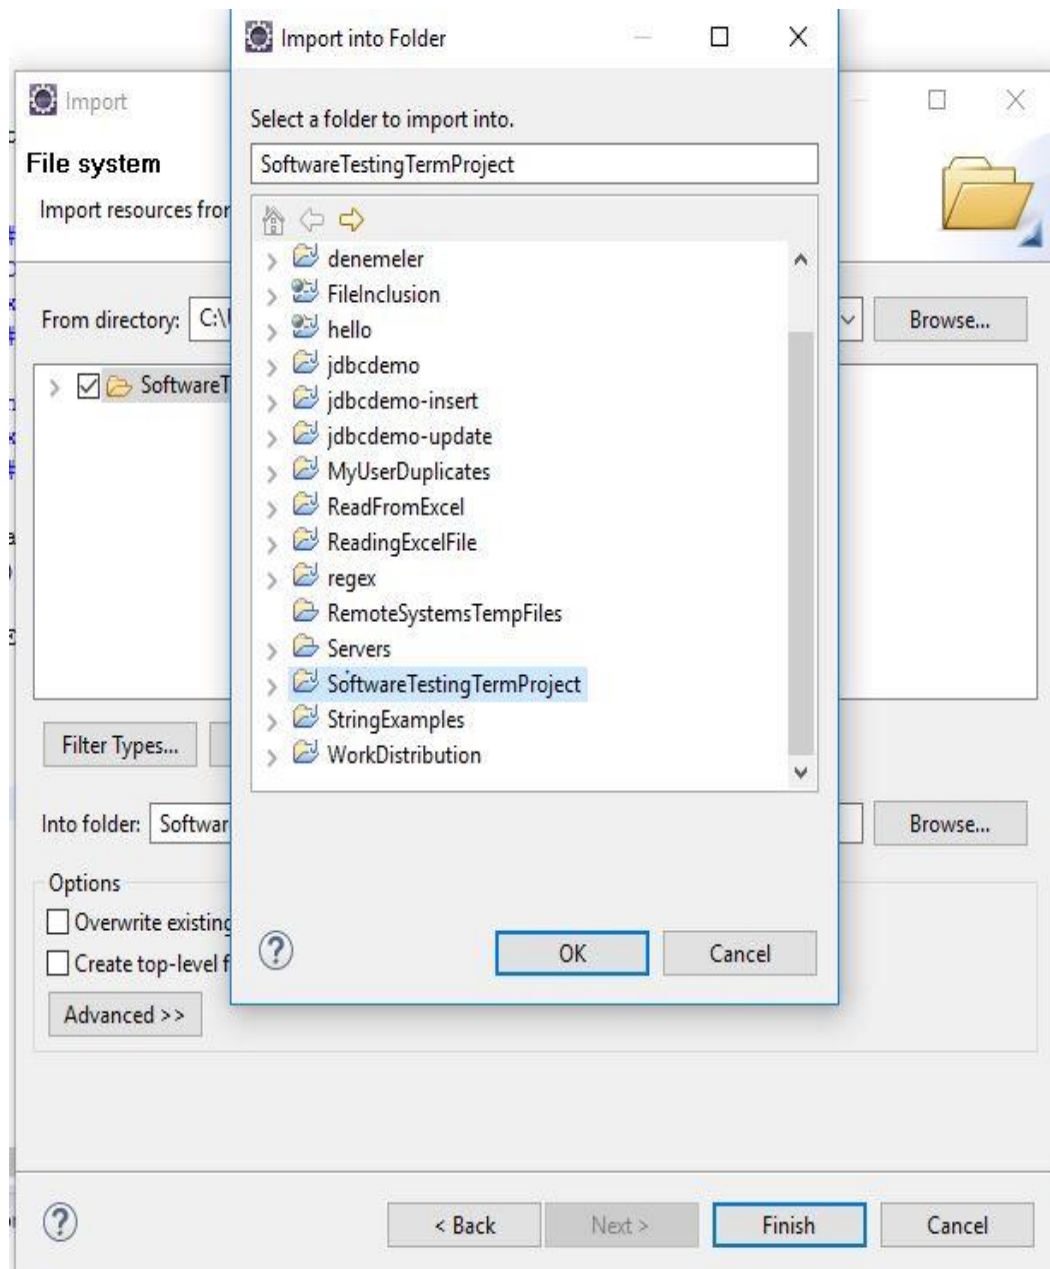 Import into Folder
Import
Select a folder to import into.
File system
SoftwareTestingTermProject
Import resources from
denemeler
FileInclusion
From directory: C:\
Browse...
hello
jdbcdemo
SoftwareT
jdbcdemo-insert
jdbcdemo-update
MyUserDuplicates
ReadFromExcel
ReadingExcelFile
regex
RemoteSystemsTempFiles
Servers
SoftwareTestingTermProject
StringExamples
Filter Types...
WorkDistribution
Into folder: Softwar
Browse...
Options
Overwrite existing
Create top-level f
OK
Cancel
Advanced >>
< Back
Next >
Finish
Cancel